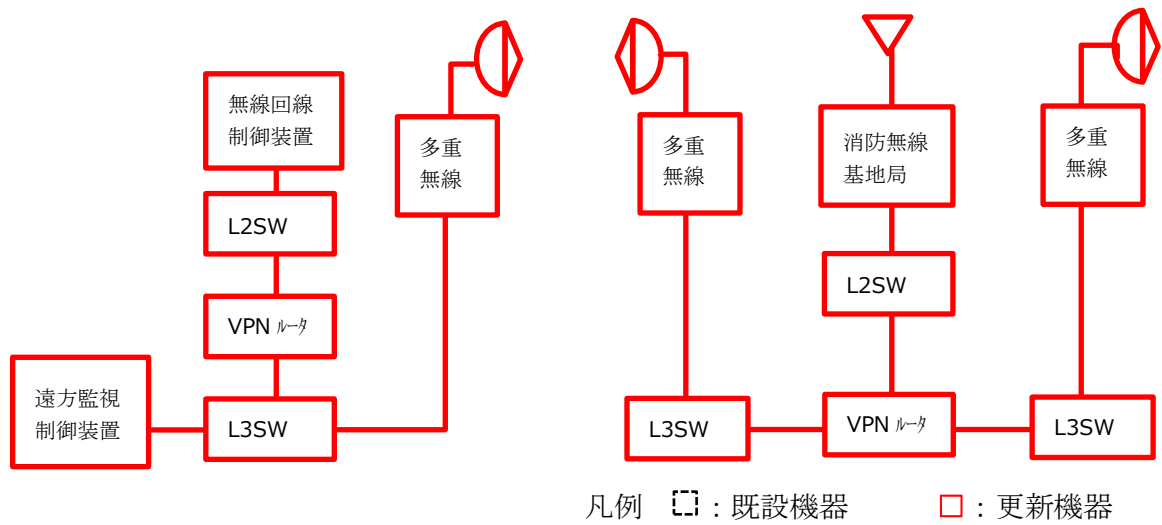 無線回線
制御装置
L2SW
VPN ﾙｰﾀ
L3SW
遠方監視
制御装置
多重
無線
多重
無線
消防無線
基地局
L2SW
VPN ﾙｰﾀ
L3SW
多重
無線
L3SW
凡例 : 既設機器 : 更新機器